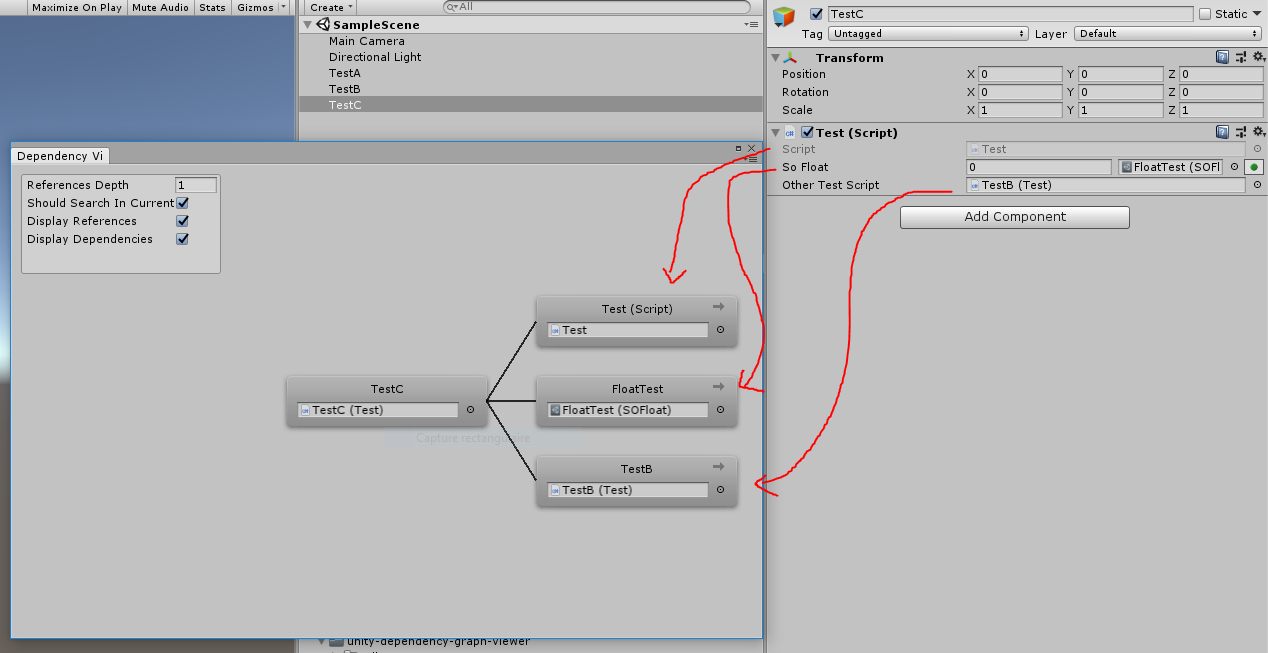 Maximize On Play Mute Audio Stats Gizmos
Create All
SampleScene
Main Camera
Directional Light
TestA
TestB
TestC
TestC Static
Tag Untagged Layer Default
Transform
Position X 0 Y 0 Z 0
Rotation X 0 Y 0 Z 0
Scale X 1 Y 1 Z 1
Test (Script)
Script Test
So Float 0 FloatTest (SOFl
Other Test Script TestB (Test)
Add Component
Dependency Vi
References Depth 1
Should Search In Current
Display References
Display Dependencies
TestC
TestC (Test)
Test (Script)
Test
FloatTest
FloatTest (SOFloat)
TestB
TestB (Test)
unity-dependency-graph-viewer